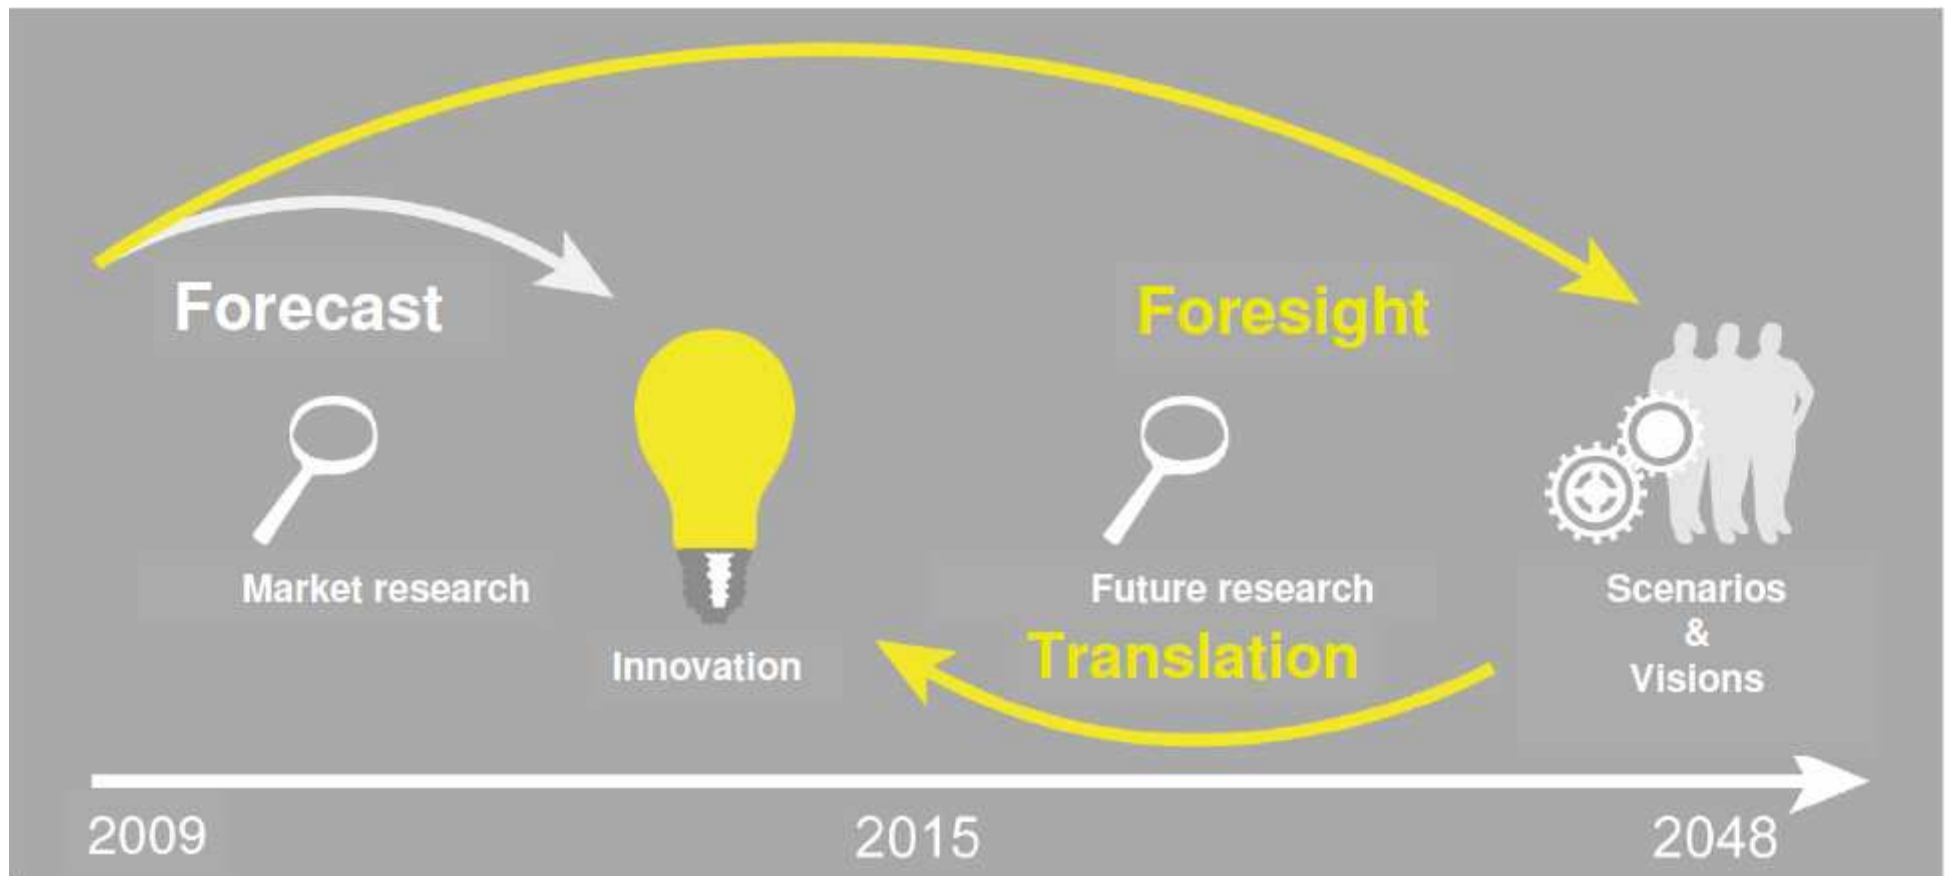 Forecast
Foresight
Market research
Future research
Scenarios
&
Visions
Translation
Innovation
2009
2015
2048